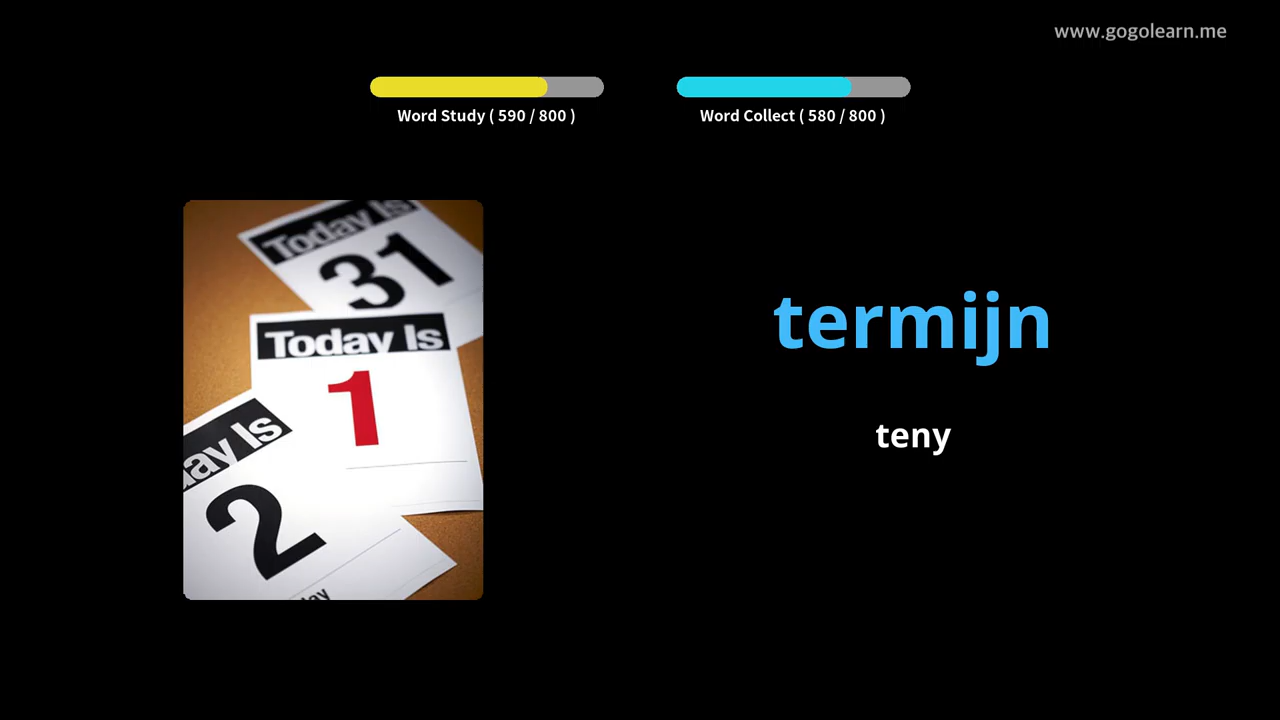 www.gogolearn.me
Word Study ( 590 / 800 )
Word Collect ( 580 / 800 )
Today Is
31
Today Is
1
ay Is
2
termijn
teny